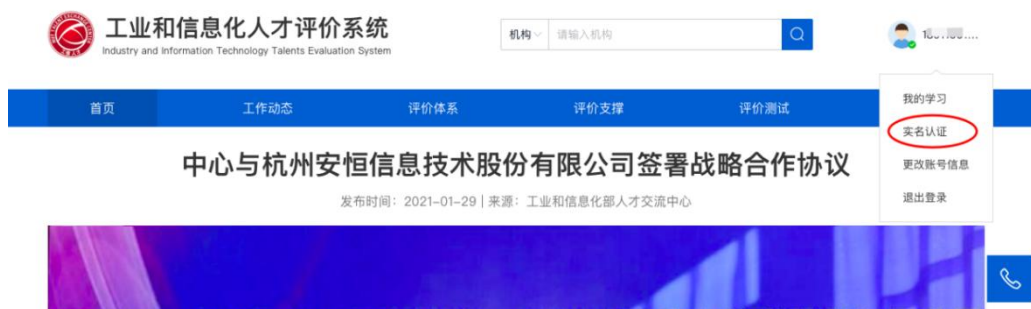 工业和信息化人才评价系统
Industry and Information Technology Talents Evaluation System
机构
请输入机构
首页
工作动态
评价体系
评价支撑
评价测试
我的学习
实名认证
更改账号信息
退出登录
中心与杭州安恒信息技术股份有限公司签署战略合作协议
发布时间：2021-01-29 | 来源：工业和信息化部人才交流中心